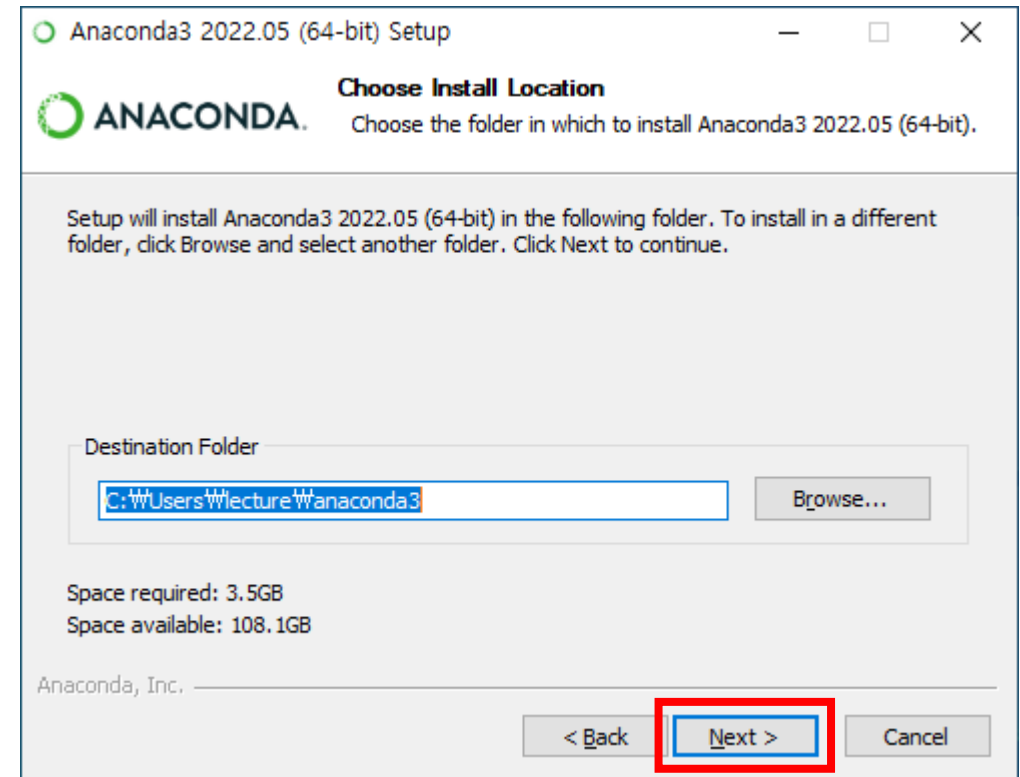 Anaconda3 2022.05 (64-bit) Setup
ANACONDA.
Choose Install Location
Choose the folder in which to install Anaconda3 2022.05 (64-bit).
Setup will install Anaconda3 2022.05 (64-bit) in the following folder. To install in a different
folder, click Browse and select another folder. Click Next to continue.
Destination Folder
C:₩Users₩lecture₩anaconda3
Browse...
Space required: 3.5GB
Space available: 108.1GB
Anaconda, Inc.
< Back Next > Cancel